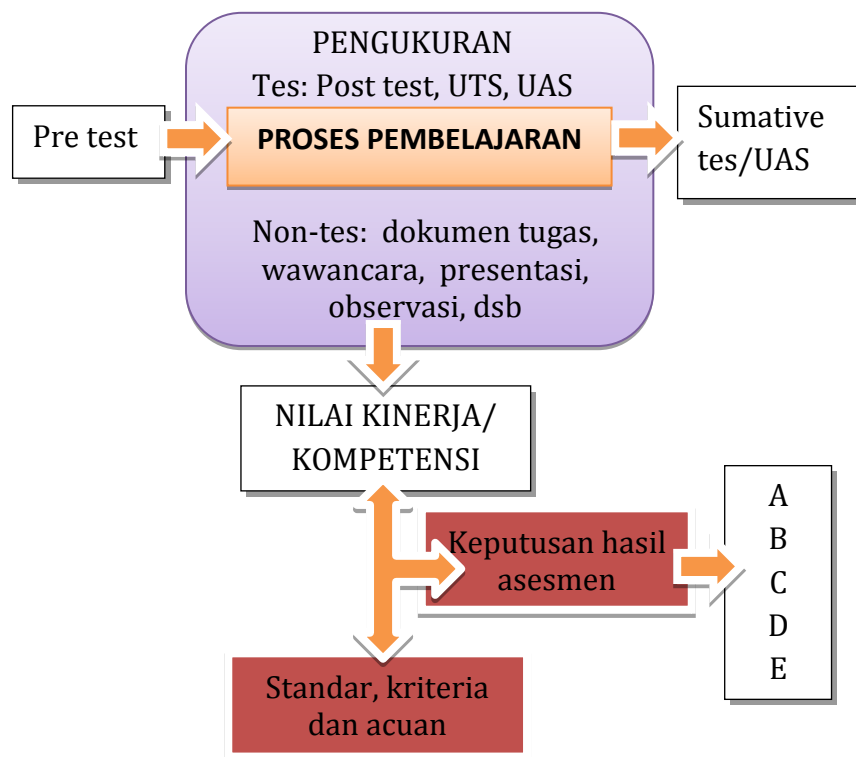 PENGUKURAN
Tes: Post test, UTS, UAS
Pre test
PROSES PEMBELAJARAN
Sumative
tes/UAS
Non-tes: dokumen tugas,
wawancara, presentasi,
observasi, dsb
NILAI KINERJA/
KOMPETENSI
Keputusan hasil
asesmen
A
B
C
D
E
Standar, kriteria
dan acuan